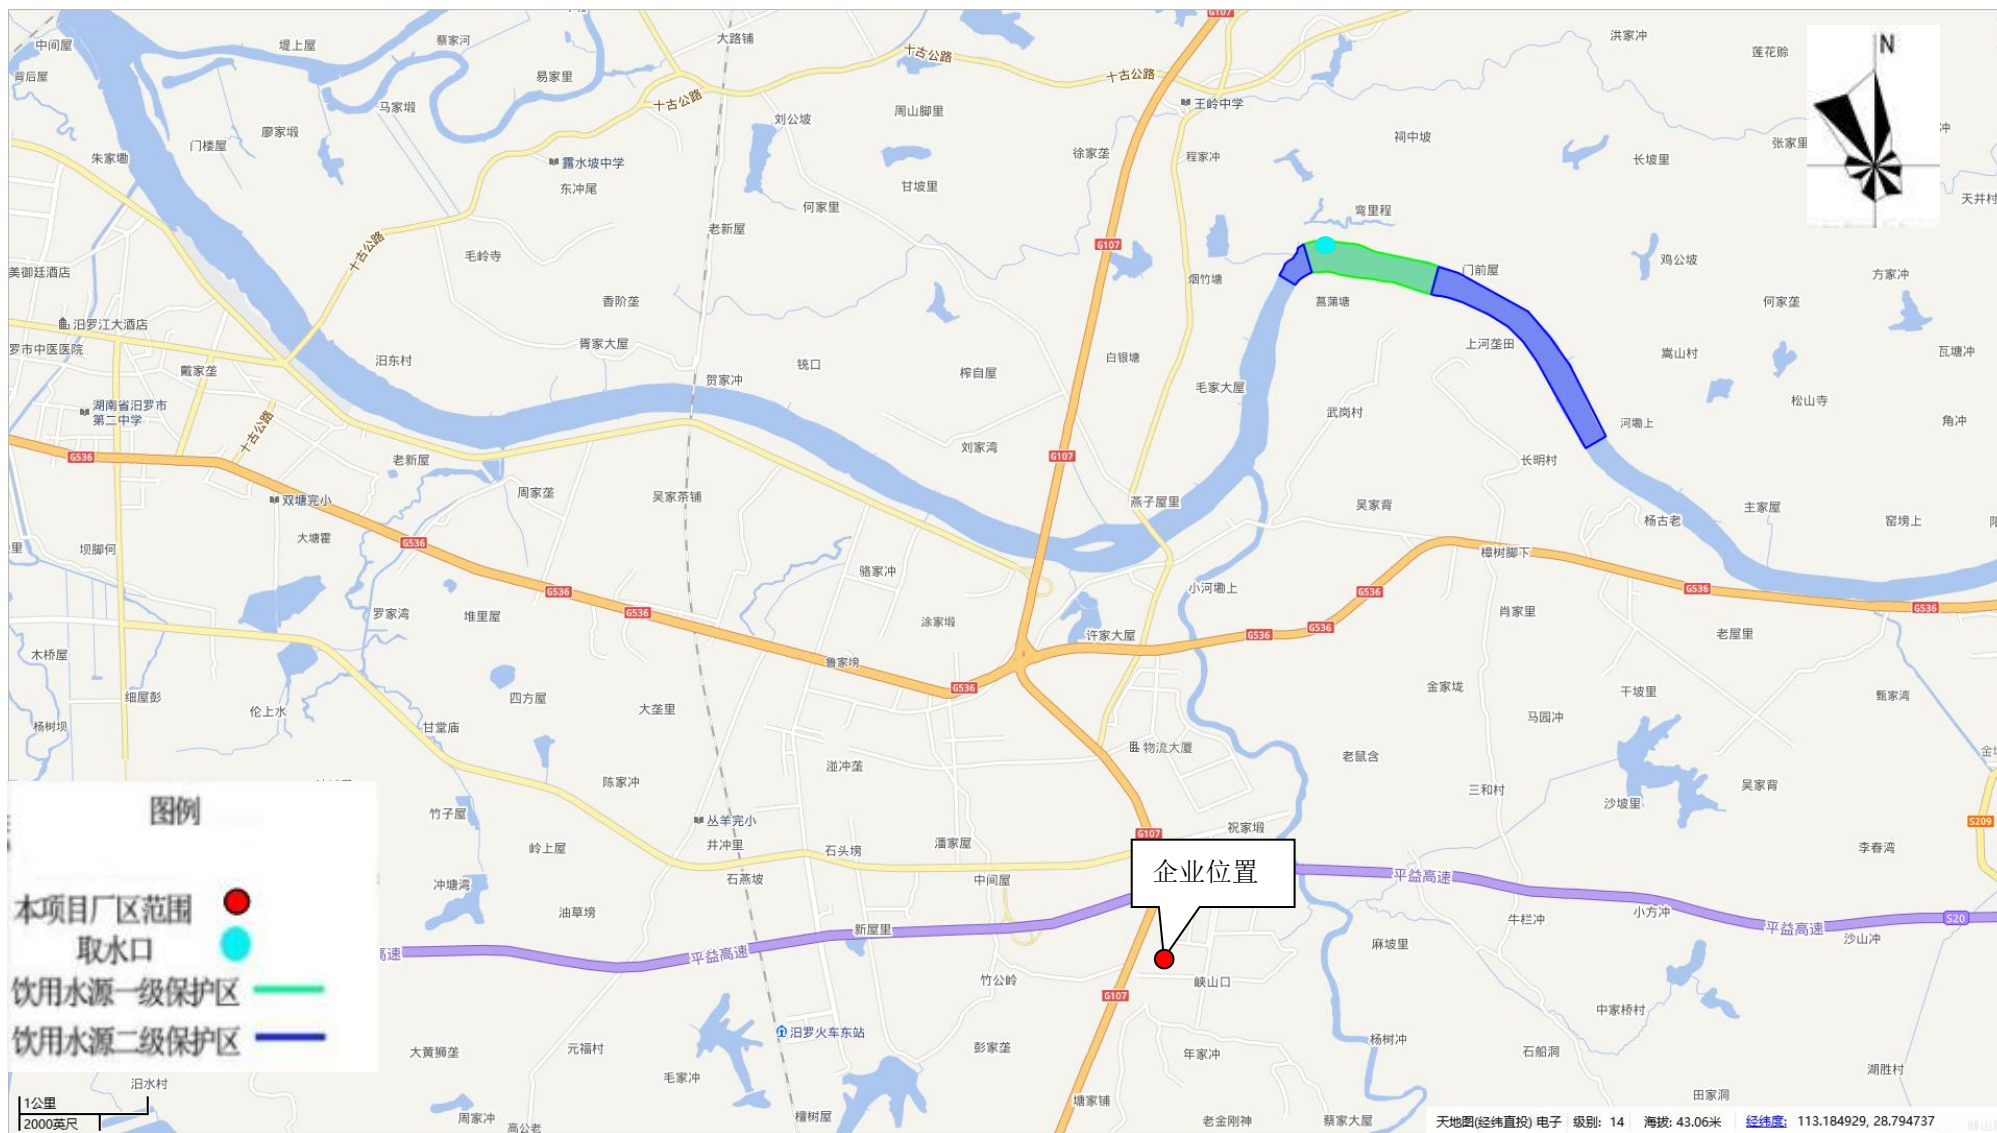 G107
中间屋
堤上屋
蔡家河
大路铺
十古公路
洪家冲
莲花赊
N
背后屋
易家里
十古公路
马家塅
十古公路
周山脚里
王岭中学
刘公坡
廖家塅
门楼屋
祠中坡
冲
张家里
朱家塅
露水坡中学
徐家垄
程家冲
长坡里
东冲尾
甘坡里
天井村
何家里
弯里程
老新屋
十古公路
G107
毛岭寺
鸡公坡
美御廷酒店
烟竹塘
门前屋
方家冲
香阶垄
菖蒲塘
何家垄
汨罗江大酒店
罗市中医医院
胥家大屋
上河垄田
嵩山村
瓦塘冲
汨东村
铳口
白银塘
戴家垄
贺家冲
榨自屋
毛家大屋
松山寺
湖南省汨罗市
第二中学
武岗村
十古公路
河塅上
角冲
刘家湾
G536
老新屋
G107
长明村
双塘完小
周家垄
吴家茶铺
燕子屋里
吴家背
主家屋
杨古老
窑塝上
大塘霍
坝脚何
里
G536
樟树脚下
骆家冲
小河塅上
G536
G536
G536
G536
罗家湾
堆里屋
G536
肖家里
涂家塅
G536
G536
许家大屋
老屋里
木桥屋
鲁家塝
G536
金家垅
干坡里
细屋彭
四方屋
甄家湾
伦上水
大垄里
马园冲
杨树坝
甘堂庙
物流大厦
老鼠含
陈家冲
湴冲垄
三和村
吴家背
图例
竹子屋
沙坡里
丛羊完小
祝家塅
S209
G107
井冲里
潘家屋
岭上屋
石头塝
李春湾
企业位置
石燕坡
中间屋
平益高速
冲塘湾
本项目厂区范围
油草塝
牛栏冲
小方冲
S20
新屋里
平益高速
麻坡里
沙山冲
取水口
高速
平益高速
竹公岭
峡山口
饮用水源一级保护区
G107
中家桥村
汨罗火车东站
饮用水源二级保护区
杨树冲
大黄狮垄
元福村
彭家垄
年家冲
石船洞
毛家冲
湖胜村
汨水村
1公里
塘家铺
田家洞
2000英尺
周家冲
高公老
檀树屋
老金刚神
蔡家大屋
天地图(经纬直投) 电子 级别: 14 海拔: 43.06米 经纬度: 113.184929, 28.794737